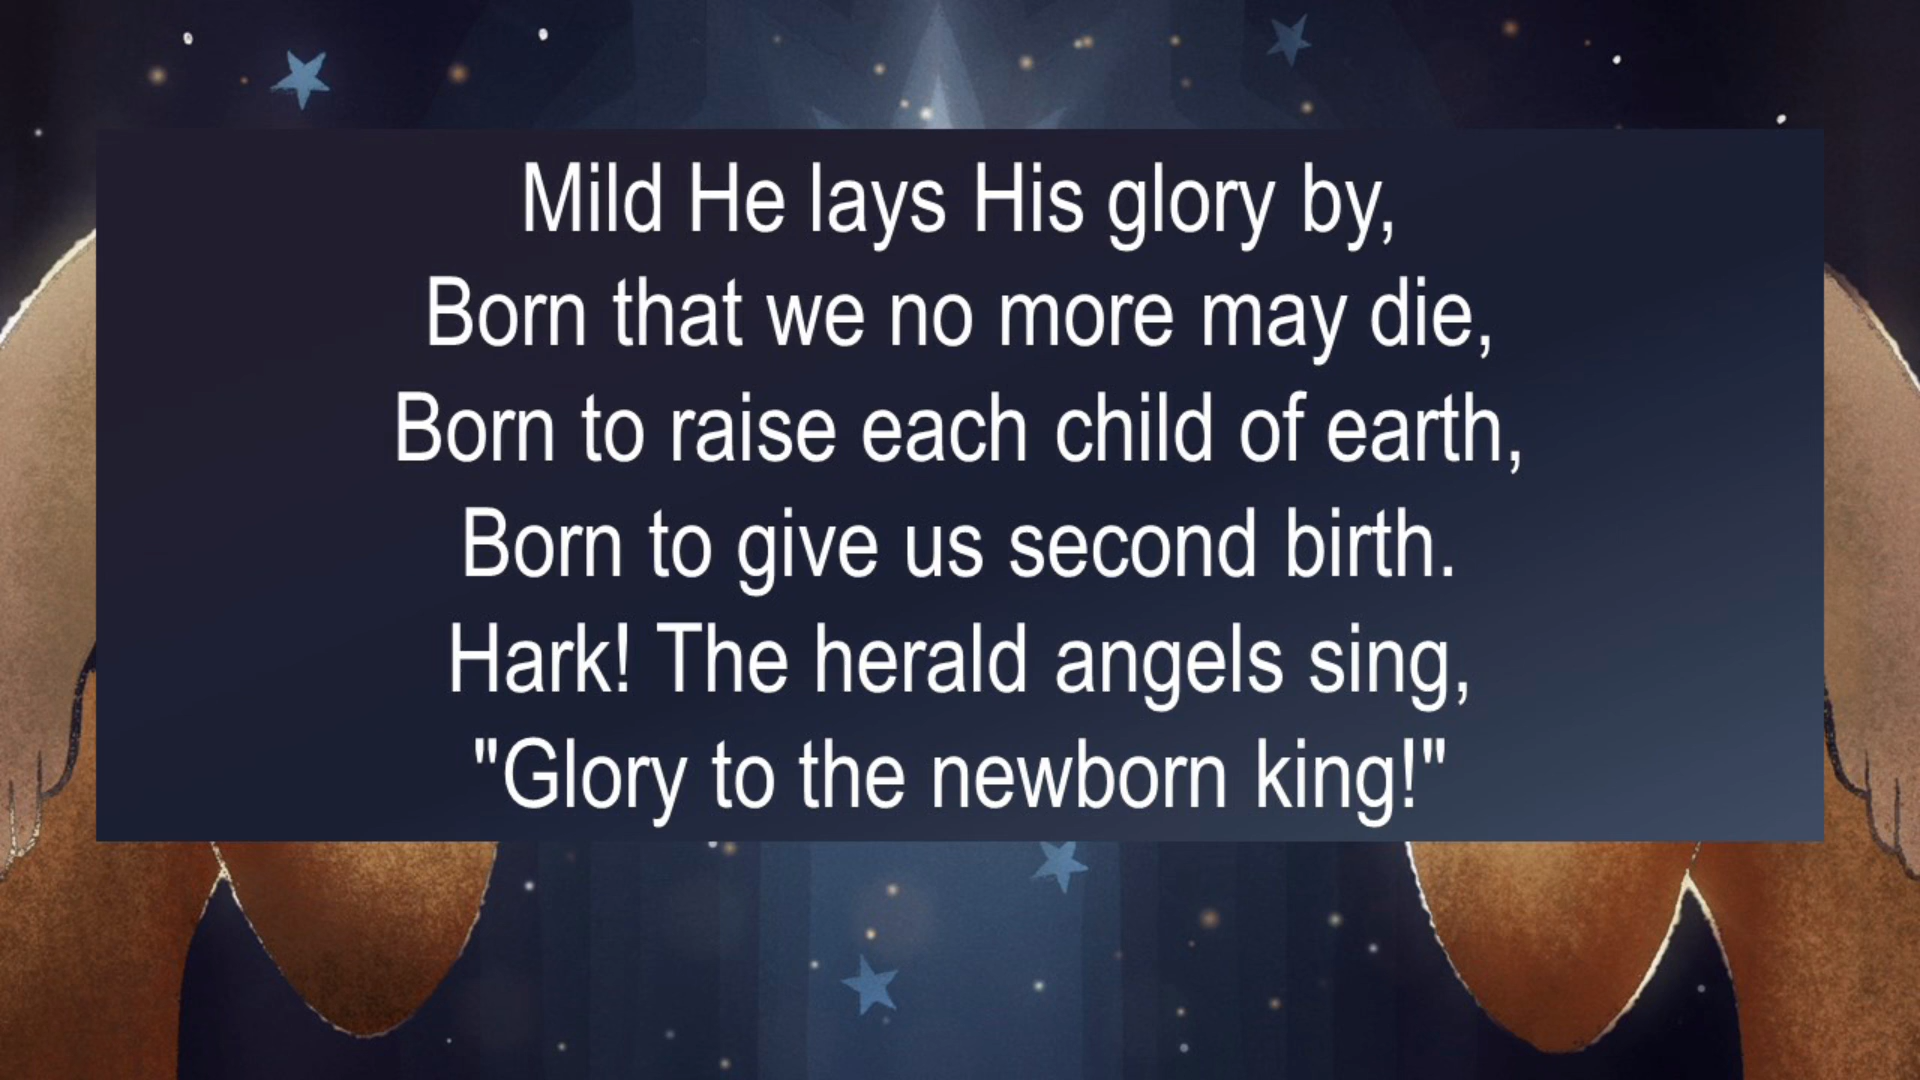 Mild He lays His glory by,
Born that we no more may die,
Born to raise each child of earth,
Born to give us second birth.
Hark! The herald angels sing,
"Glory to the newborn king!"